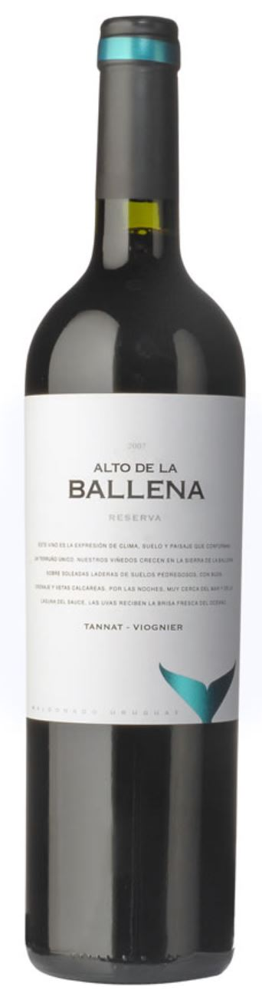 2007
ALTO DE LA
BALLENA
RESERVA
ESTE VINO ES LA EXPRESIÓN DE CLIMA, SUELO Y PAISAJE QUE CONFORMAN
UN TERRUÑO ÚNICO. NUESTROS VIÑEDOS CRECEN EN LA SIERRA DE LA BALLENA
SOBRE SOLEADAS LADERAS DE SUELOS PEDREGOSOS, CON BUEN
DRENAJE Y VETAS CALCÁREAS. POR LAS NOCHES, MUY CERCA DEL MAR Y DE LA
LAGUNA DEL SAUCE, LAS UVAS RECIBEN LA BRISA FRESCA DEL OCÉANO.
TANNAT - VIOGNIER
MALDONADO URUGUAY